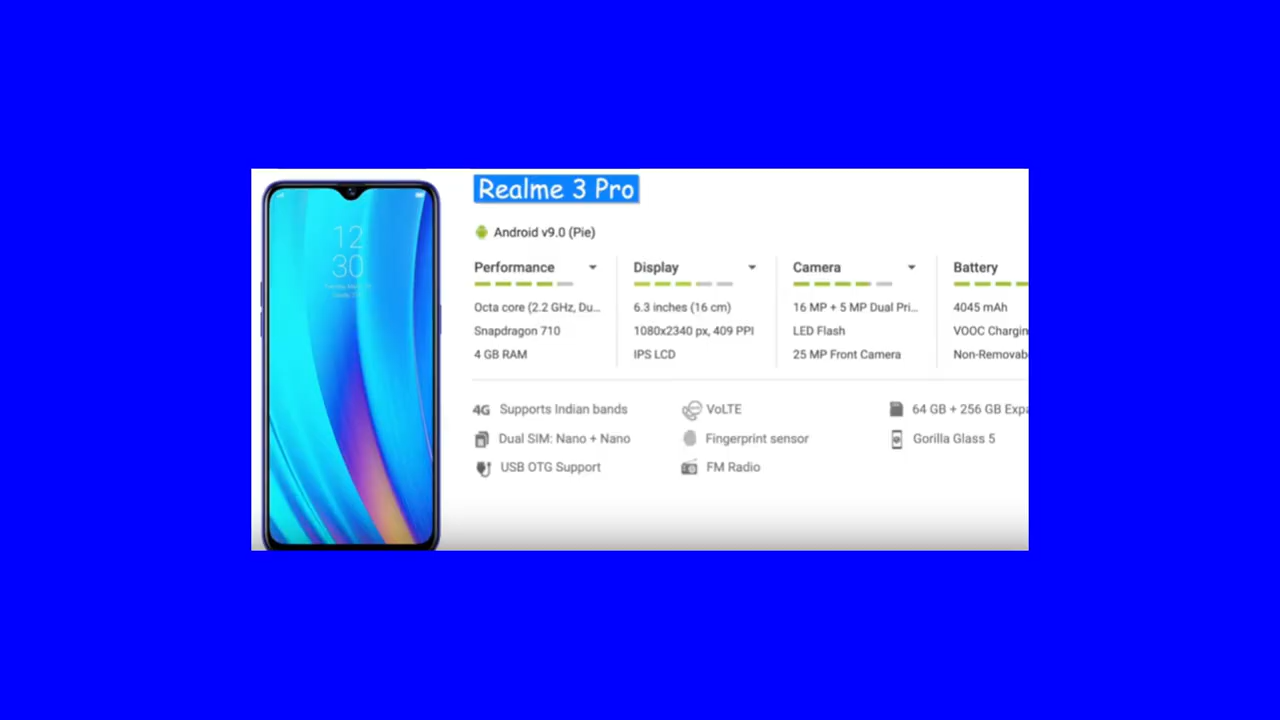 Realme 3 Pro
Android v9.0 (Pie)
Performance
Octa core (2.2 GHz, Du...
Snapdragon 710
4 GB RAM
Display
6.3 inches (16 cm)
1080x2340 px, 409 PPI
IPS LCD
Camera
16 MP + 5 MP Dual Pri...
LED Flash
25 MP Front Camera
Battery
4045 mAh
VOOC Chargin
Non-Removab
4G Supports Indian bands
VoLTE
64 GB + 256 GB Expa
Dual SIM: Nano + Nano
Fingerprint sensor
Gorilla Glass 5
USB OTG Support
FM Radio
12
30